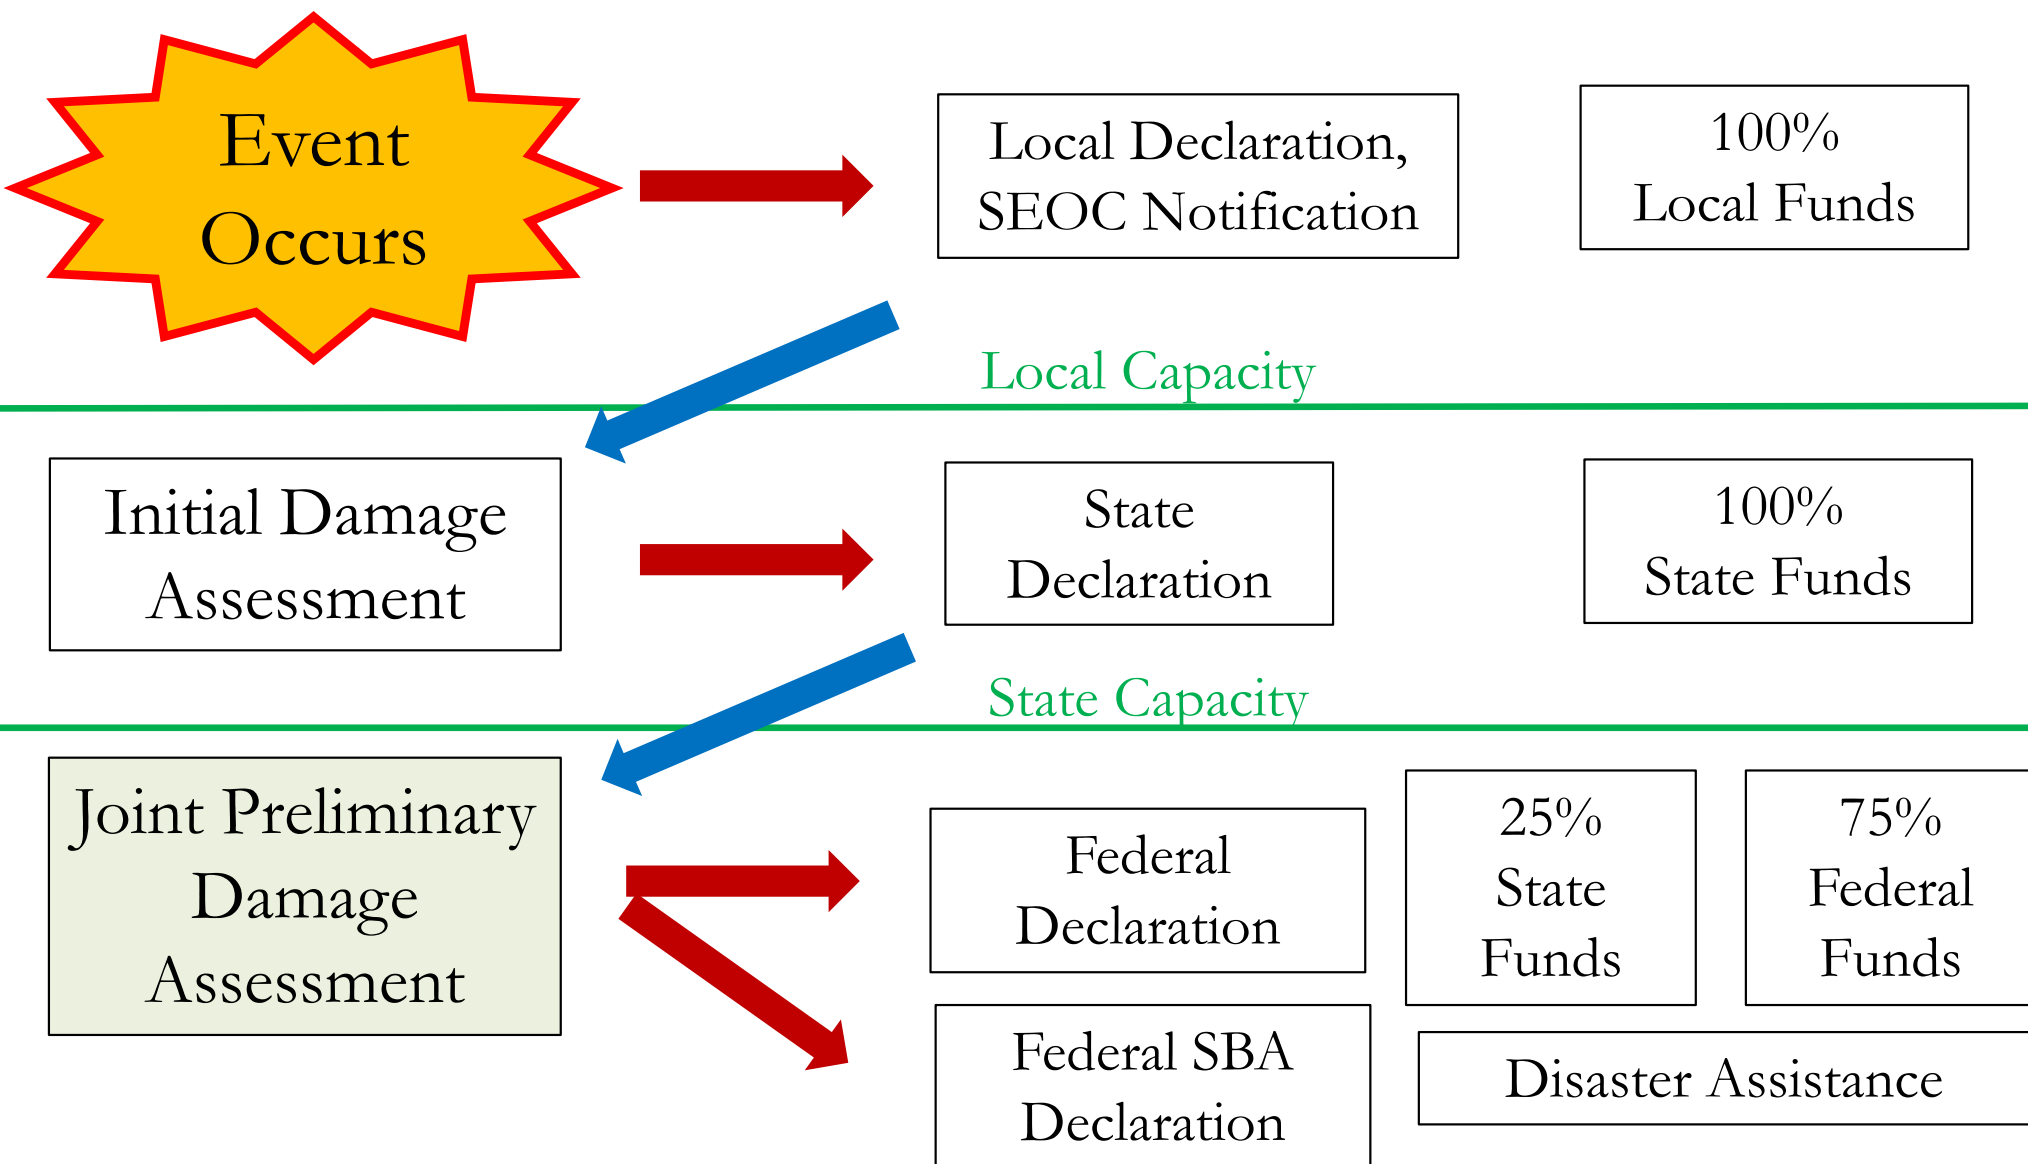 Event
Occurs
Local Declaration,
SEOC Notification
100%
Local Funds
Local Capacity
Initial Damage
Assessment
State
Declaration
100%
State Funds
State Capacity
Joint Preliminary
Damage
Assessment
Federal
Declaration
25%
State
Funds
75%
Federal
Funds
Federal SBA
Declaration
Disaster Assistance